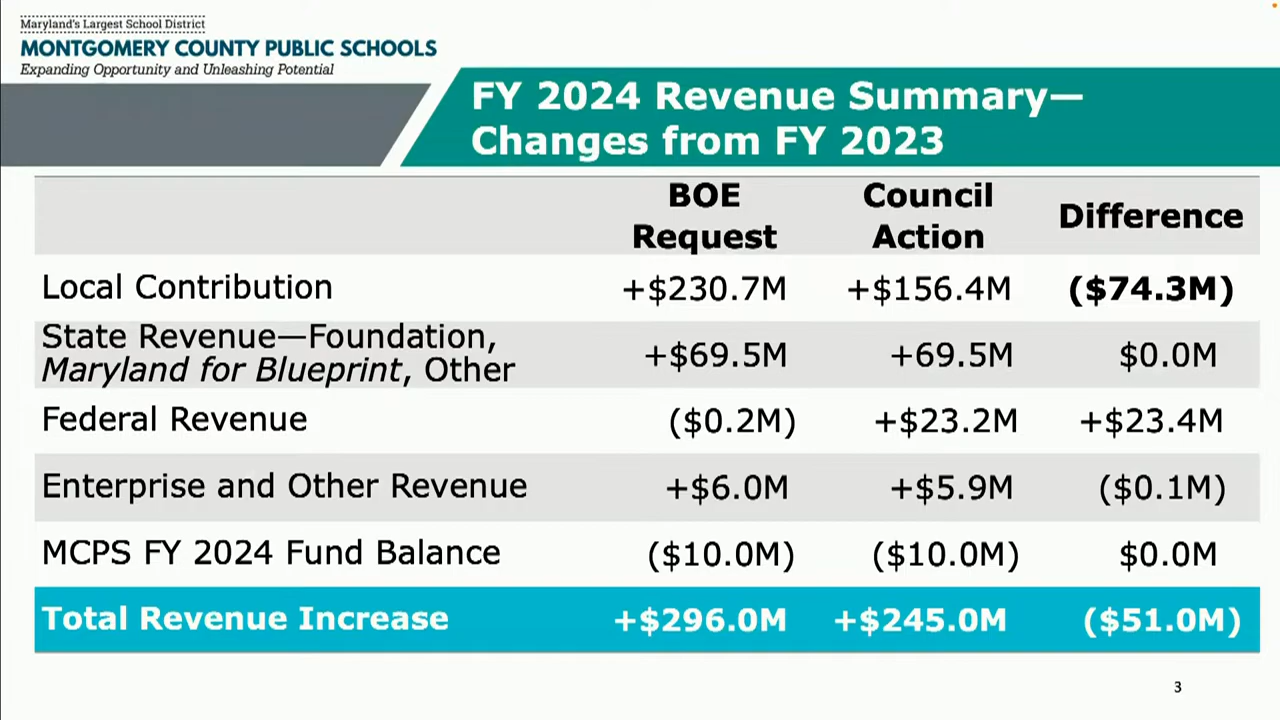 Maryland's Largest School District
MONTGOMERY COUNTY PUBLIC SCHOOLS
Expanding Opportunity and Unleashing Potential
FY 2024 Revenue Summary—
Changes from FY 2023
BOE Request Council Action Difference
Local Contribution +$230.7M +$156.4M ($74.3M)
State Revenue—Foundation,
Maryland for Blueprint, Other +$69.5M +69.5M $0.0M
Federal Revenue ($0.2M) +$23.2M +$23.4M
Enterprise and Other Revenue +$6.0M +$5.9M ($0.1M)
MCPS FY 2024 Fund Balance ($10.0M) ($10.0M) $0.0M
Total Revenue Increase +$296.0M +$245.0M ($51.0M)
3